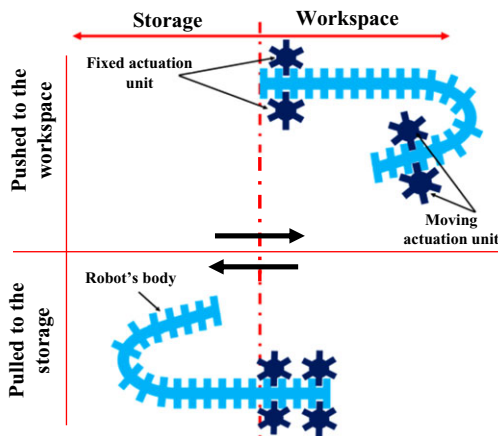 Storage
Workspace
Fixed actuation
unit
Pushed to the
workspace
Moving
actuation unit
Robot's body
Pulled to the
storage